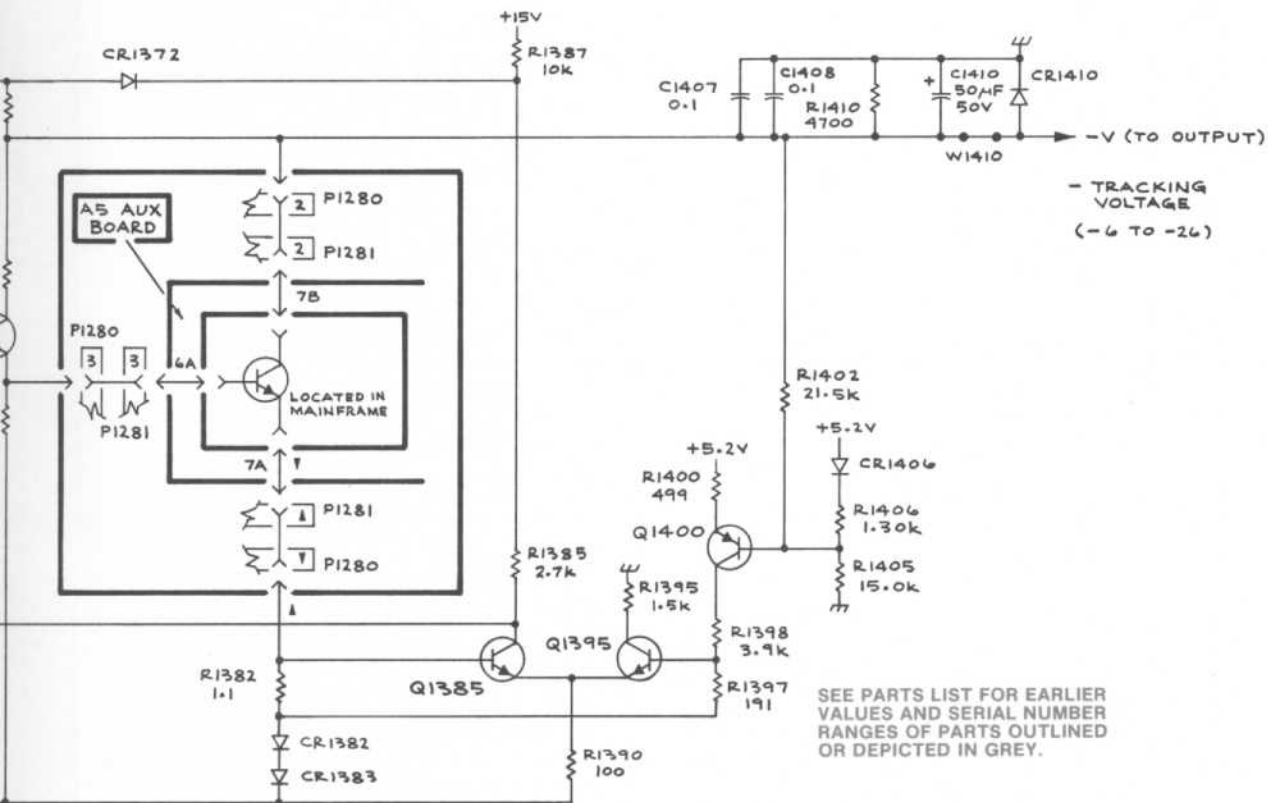 +15V
CR1372
R1387
10K
C1407
0.1
C1408
0.1
R1410
4700
+
C1410
50µF
50V
CR1410
W1410
-V (TO OUTPUT)
- TRACKING
VOLTAGE
(-6 TO -26)
A5 AUX
BOARD
2 P1280
2 P1281
7B
P1280
3 3
6A
P1281
LOCATED IN
MAINFRAME
7A
P1281
P1280
R1402
21.5K
+5.2V
CR1406
+5.2V
R1400
499
R1406
1.30K
Q1400
R1405
15.0K
R1385
2.7K
R1395
1.5K
Q1395
R1398
3.9K
R1382
1.1
Q1385
R1397
191
CR1382
CR1383
R1390
100
SEE PARTS LIST FOR EARLIER
VALUES AND SERIAL NUMBER
RANGES OF PARTS OUTLINED
OR DEPICTED IN GREY.